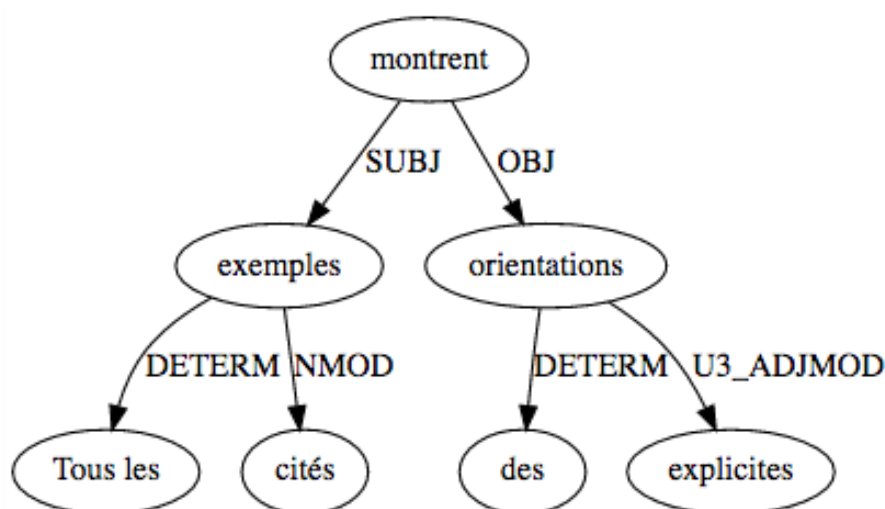 montrent
SUBJ OBJ
exemples orientations
DETERM NMOD DETERM U3_ADJMOD
Tous les cités des explicites